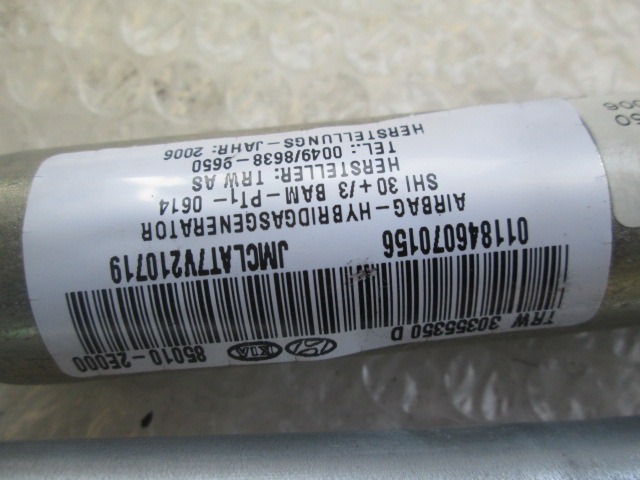 TRW 30355350 D KIA 85010-2E000
011846070156 JMCLAT7V210719
AIRBAG-HYBRIDGASGENERATOR
SHI 30 +/3 BAM-PT1- 0614
HERSTELLER: TRW AS
TEL.: 0049/8638-9650
HERSTELLUNGS-JAHR: 2006